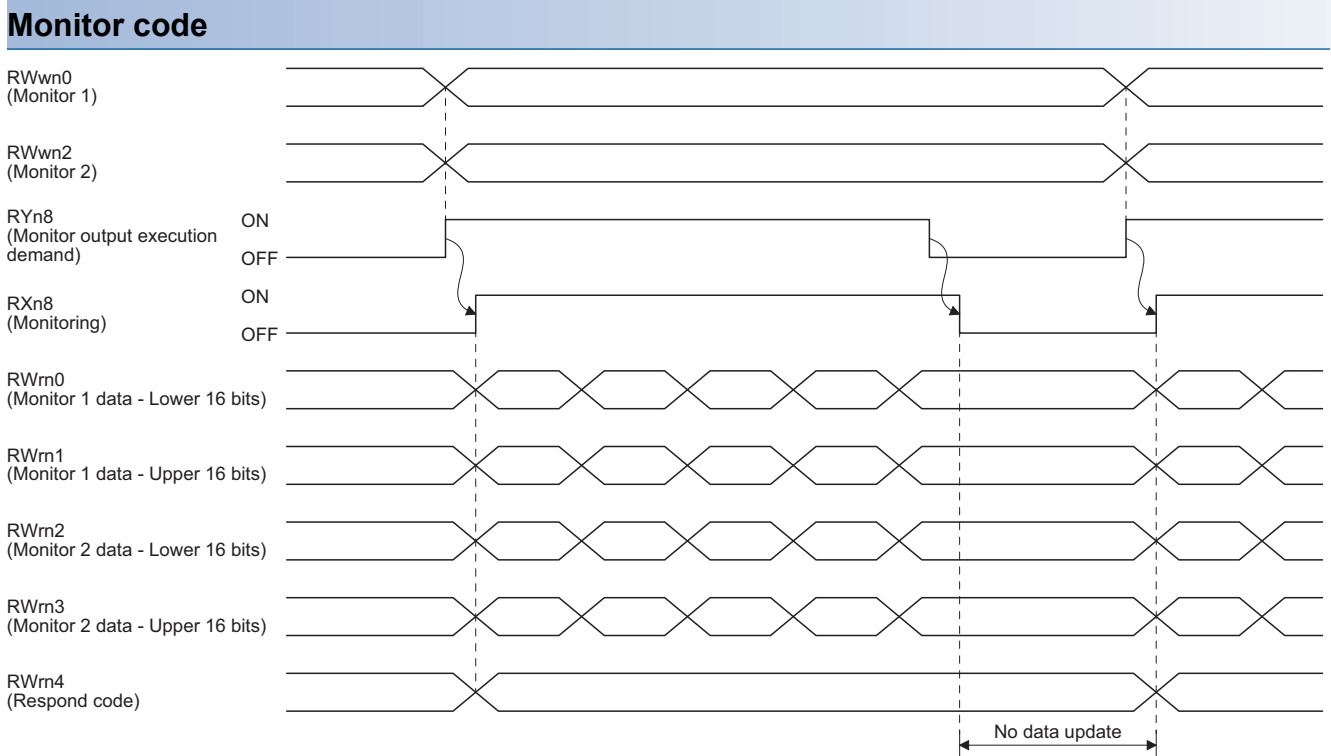 Monitor code
RWwn0
(Monitor 1)
RWwn2
(Monitor 2)
RYn8
(Monitor output execution
demand)
ON
OFF
RXn8
(Monitoring)
ON
OFF
RWrn0
(Monitor 1 data - Lower 16 bits)
RWrn1
(Monitor 1 data - Upper 16 bits)
RWrn2
(Monitor 2 data - Lower 16 bits)
RWrn3
(Monitor 2 data - Upper 16 bits)
RWrn4
(Respond code)
No data update